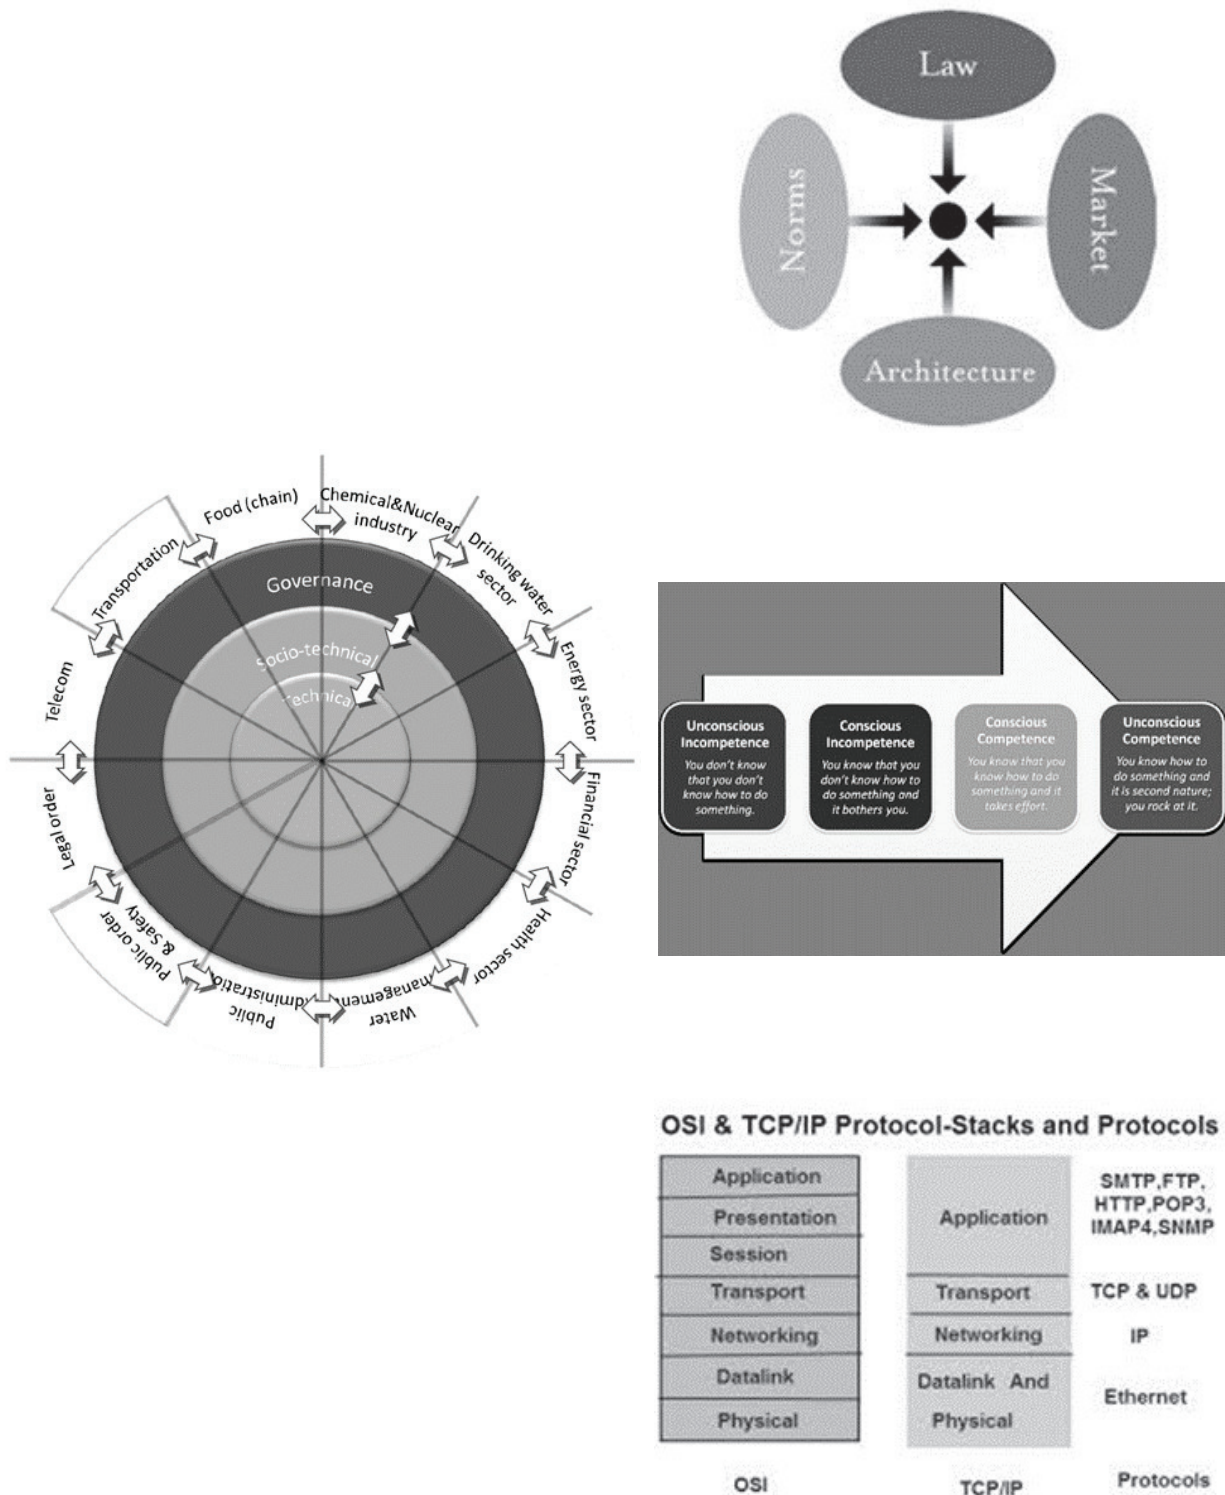 Law
Norms
Market
Architecture
Food (chain)
Chemical&Nuclear
industry
Drinking water
sector
Energy sector
Financial sector
Health sector
Water
management
Public
Administration
Public order
& Safety
Legal order
Telecom
Transportation
Governance
Socio-technical
Technical
Unconscious
Incompetence
You don't know
that you don't
know how to do
something.
Conscious
Incompetence
You know that you
don't know how to
do something and
it bothers you.
Conscious
Competence
You know that you
know how to do
something and it
takes effort.
Unconscious
Competence
You know how to
do something and
it is second nature;
you rock at it.
OSI & TCP/IP Protocol-Stacks and Protocols
Application
Presentation
Session
Transport
Networking
Datalink
Physical
OSI
Application
Transport
Networking
Datalink And
Physical
TCP/IP
SMTP,FTP,
HTTP,POP3,
IMAP4,SNMP
TCP & UDP
IP
Ethernet
Protocols